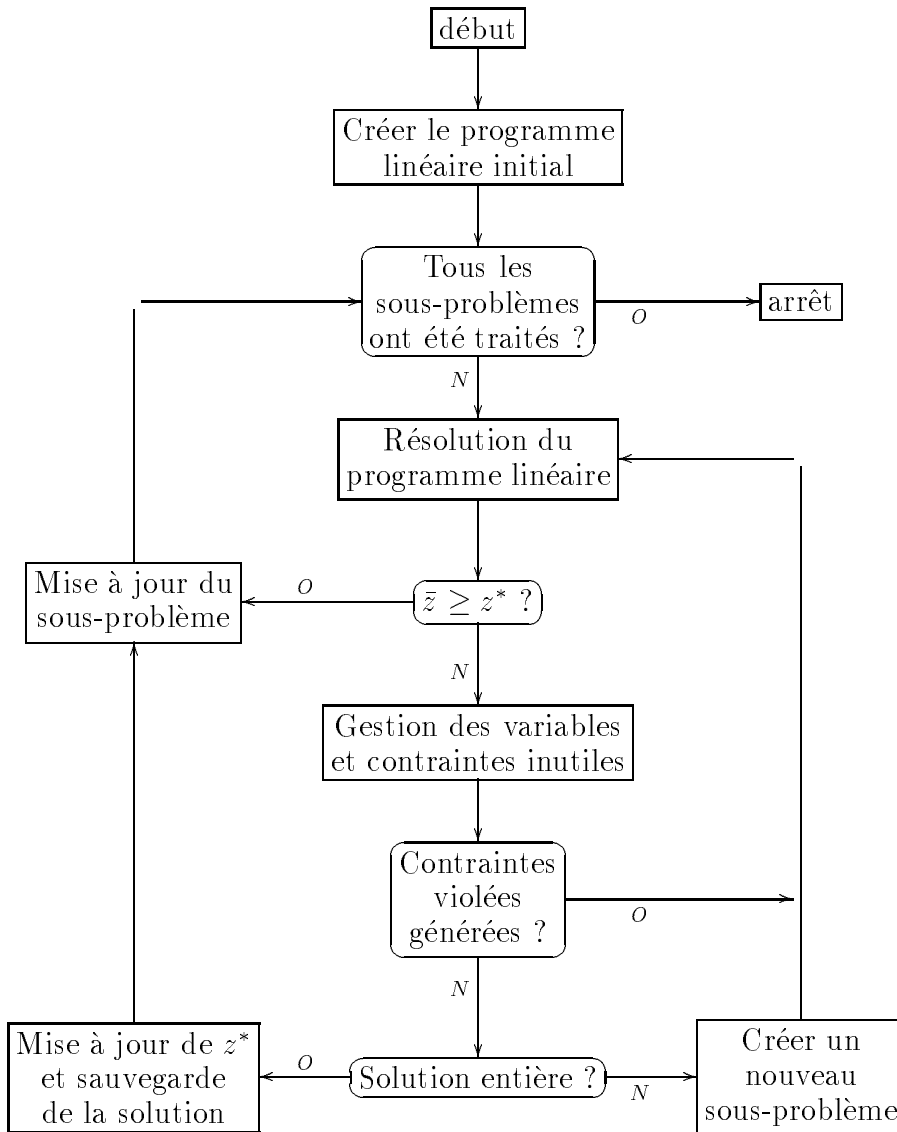 début
Créer le programme
linéaire initial
Tous les
sous-problèmes
ont été traités ?
O
arrêt
N
Résolution du
programme linéaire
Mise à jour du
sous-problème
O
z̄ ≥ z* ?
N
Gestion des variables
et contraintes inutiles
Contraintes
violées
générées ?
O
N
Mise à jour de z*
et sauvegarde
de la solution
O
Solution entière ?
N
Créer un
nouveau
sous-problème